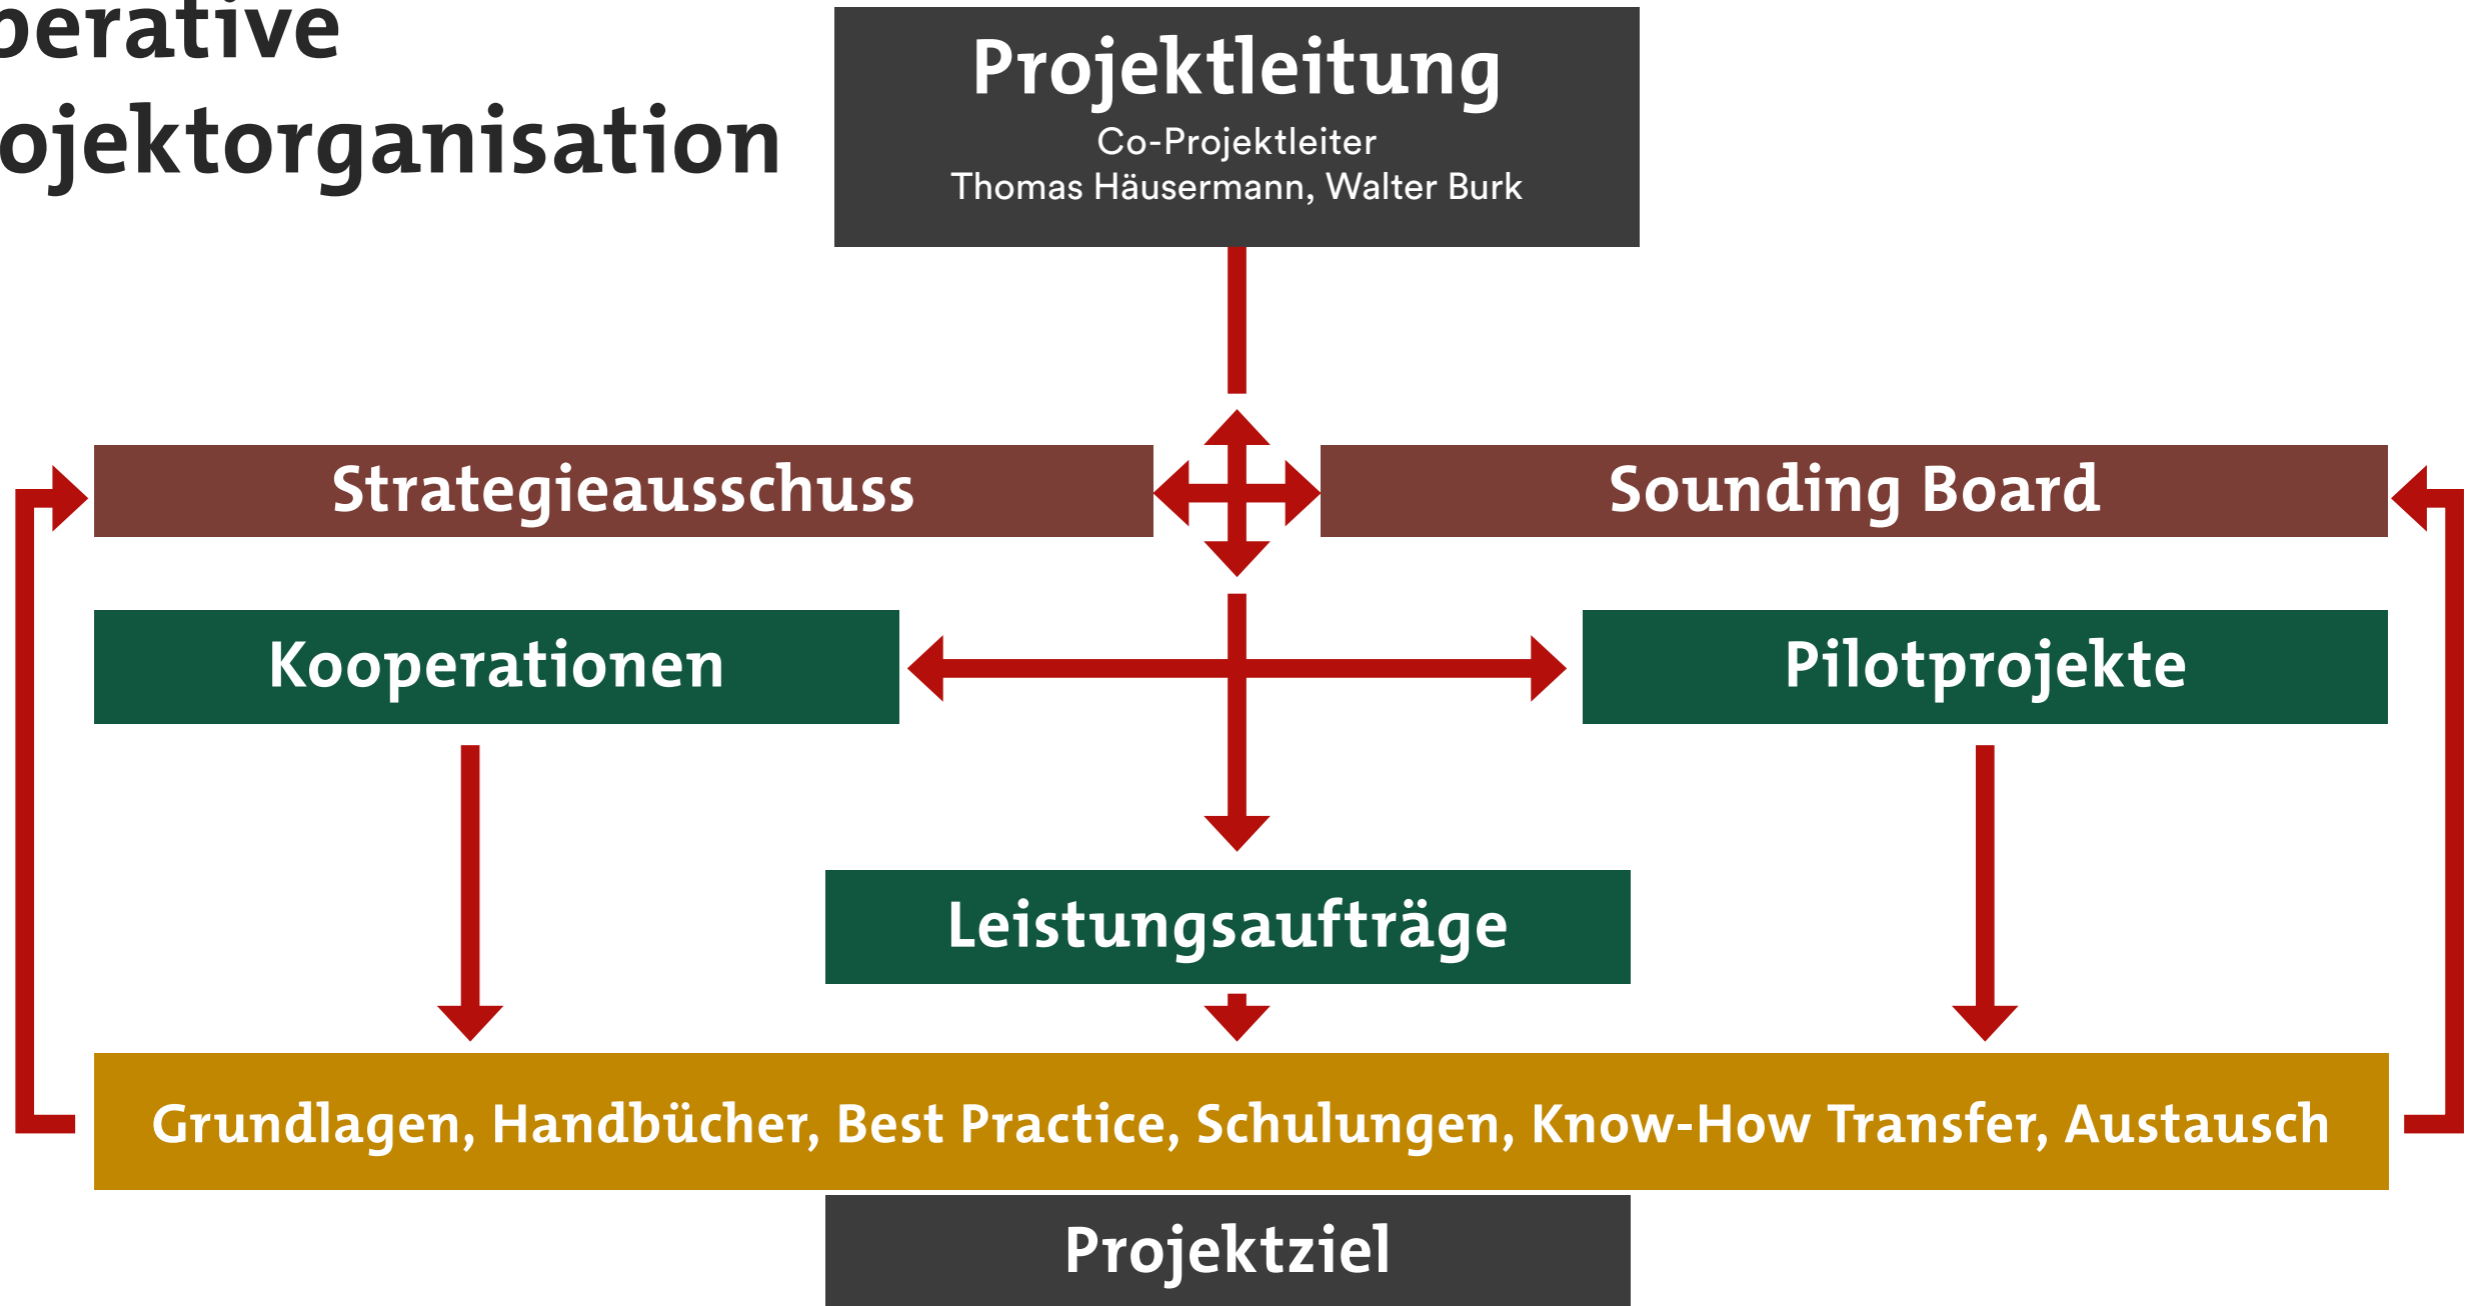 perative
ojektorganisation
Projektleitung
Co-Projektleiter
Thomas Häusermann, Walter Burk
Strategieausschuss
Sounding Board
Kooperationen
Pilotprojekte
Leistungsaufträge
Grundlagen, Handbücher, Best Practice, Schulungen, Know-How Transfer, Austausch
Projektziel